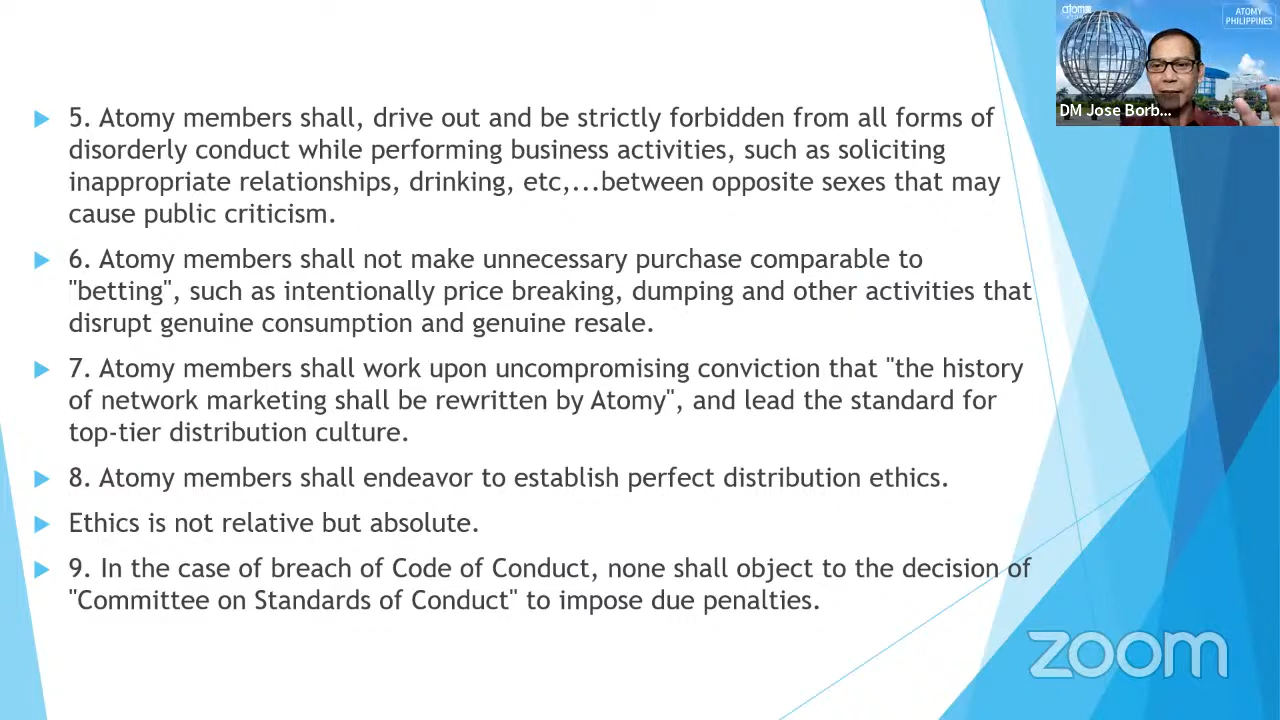 5. Atomy members shall, drive out and be strictly forbidden from all forms of
disorderly conduct while performing business activities, such as soliciting
inappropriate relationships, drinking, etc,...between opposite sexes that may
cause public criticism.
6. Atomy members shall not make unnecessary purchase comparable to
"betting", such as intentionally price breaking, dumping and other activities that
disrupt genuine consumption and genuine resale.
7. Atomy members shall work upon uncompromising conviction that "the history
of network marketing shall be rewritten by Atomy", and lead the standard for
top-tier distribution culture.
8. Atomy members shall endeavor to establish perfect distribution ethics.
Ethics is not relative but absolute.
9. In the case of breach of Code of Conduct, none shall object to the decision of
"Committee on Standards of Conduct" to impose due penalties.
ATOMY
PHILIPPINES
DM Jose Borb...
zoom